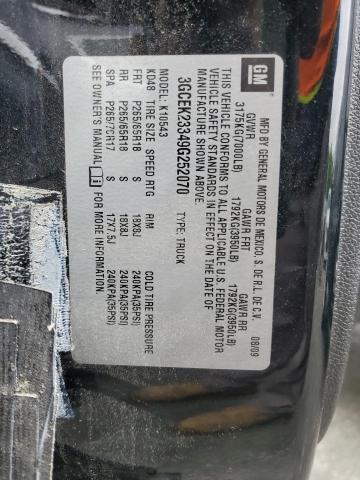 GM
MFD BY GENERAL MOTORS DE MEXICO, S. DE R.L. DE C.V. 08/09
GVWR GAWR FRT GAWR RR
3175KG(7000LB) 1792KG(3950LB) 1792KG(3950LB)
THIS VEHICLE CONFORMS TO ALL APPLICABLE U.S. FEDERAL MOTOR
VEHICLE SAFETY STANDARDS IN EFFECT ON THE DATE OF
MANUFACTURE SHOWN ABOVE.
3GCEK23349G252070 TYPE:TRUCK
MODEL: K10543
KD48 TIRE SIZE SPEED RTG RIM COLD TIRE PRESSURE
FRT P265/65R18 S 18X8J 240KPA(35PSI)
RR P265/65R18 S 18X8J 240KPA(35PSI)
SPA P265/70R17 S 17X7.5J 240KPA(35PSI)
SEE OWNER'S MANUAL i